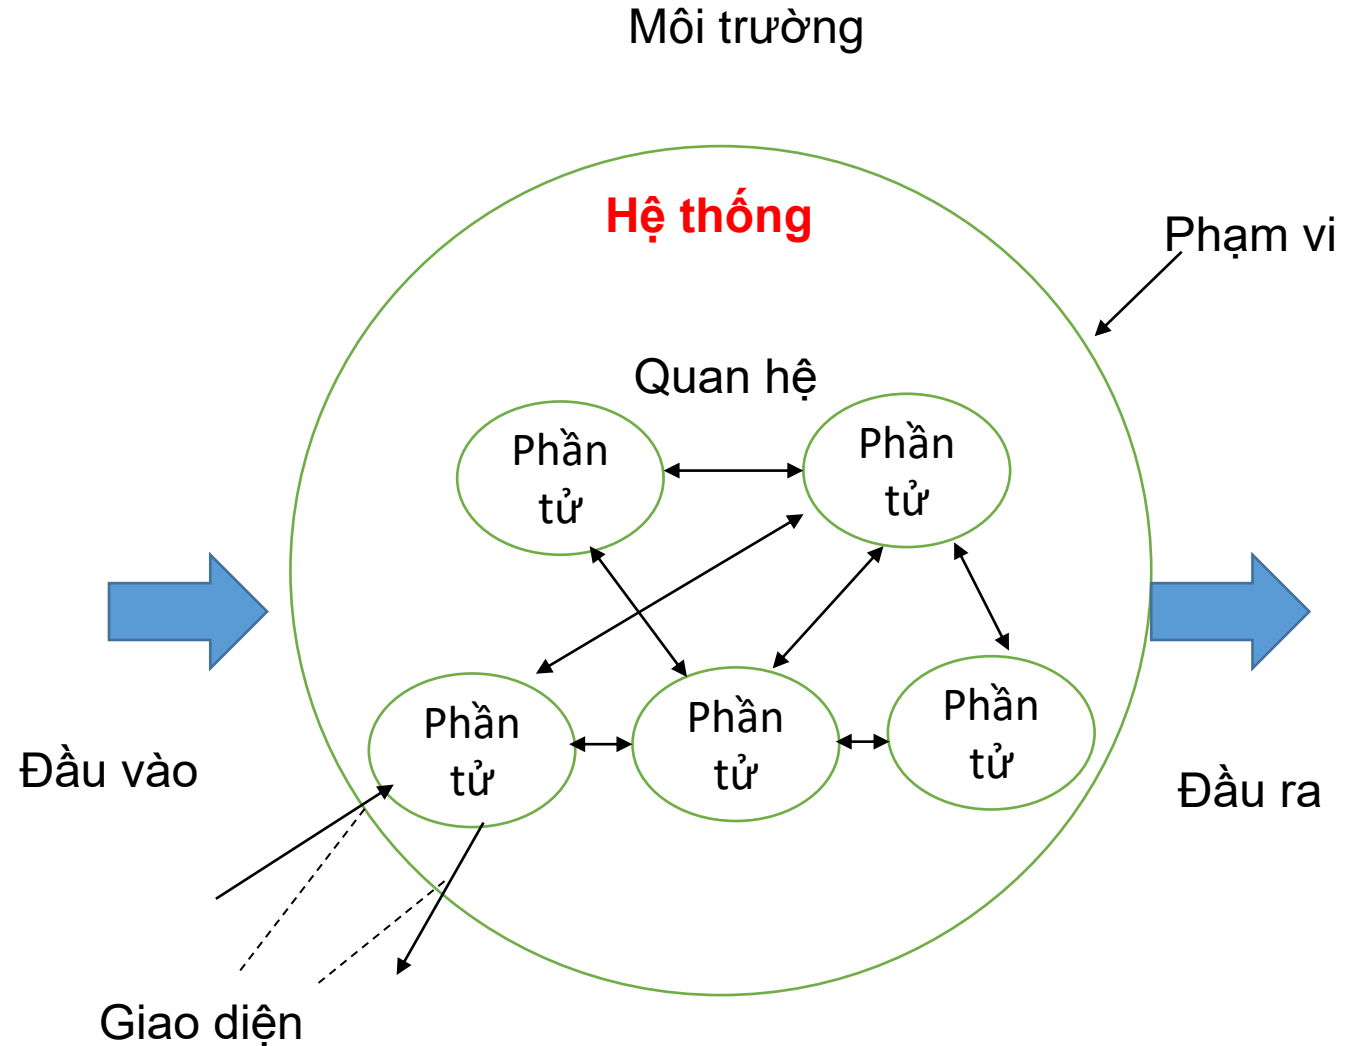 Môi trường
Hệ thống
Phạm vi
Quan hệ
Phần
tử
Phần
tử
Phần
tử
Phần
tử
Phần
tử
Đầu vào
Đầu ra
Giao diện